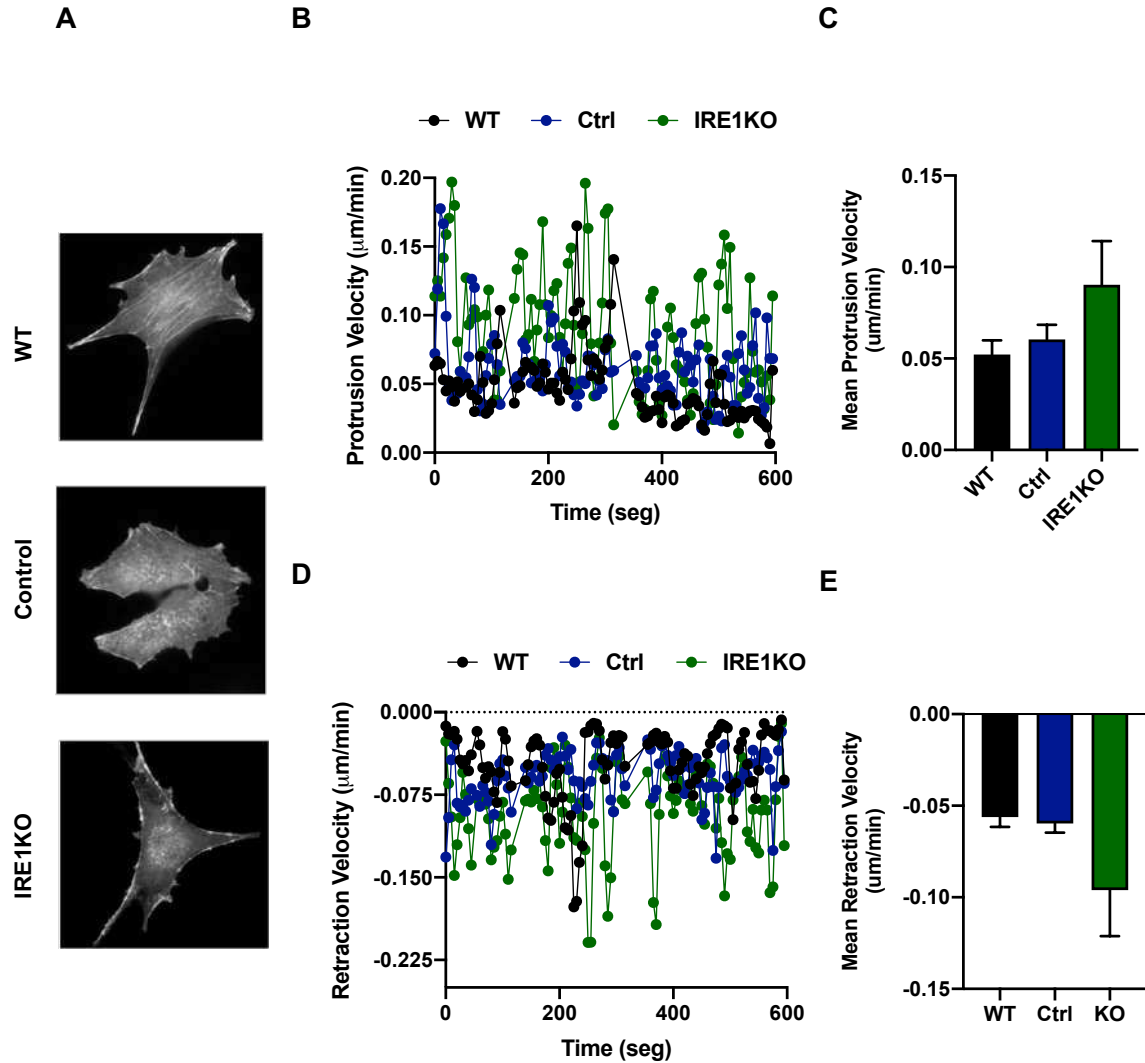 A
WT
Control
IRE1KO
B
WT Ctrl IRE1KO
Protrusion Velocity (μm/min)
0.20
0.15
0.10
0.05
0.00
0 200 400 600
Time (seg)
C
Mean Protrusion Velocity
(um/min)
0.15
0.10
0.05
0.00
WT Ctrl IRE1KO
D
WT Ctrl IRE1KO
Retraction Velocity (μm/min)
0.000
-0.075
-0.150
-0.225
0 200 400 600
Time (seg)
E
Mean Retraction Velocity
(um/min)
0.00
-0.05
-0.10
-0.15
WT Ctrl KO